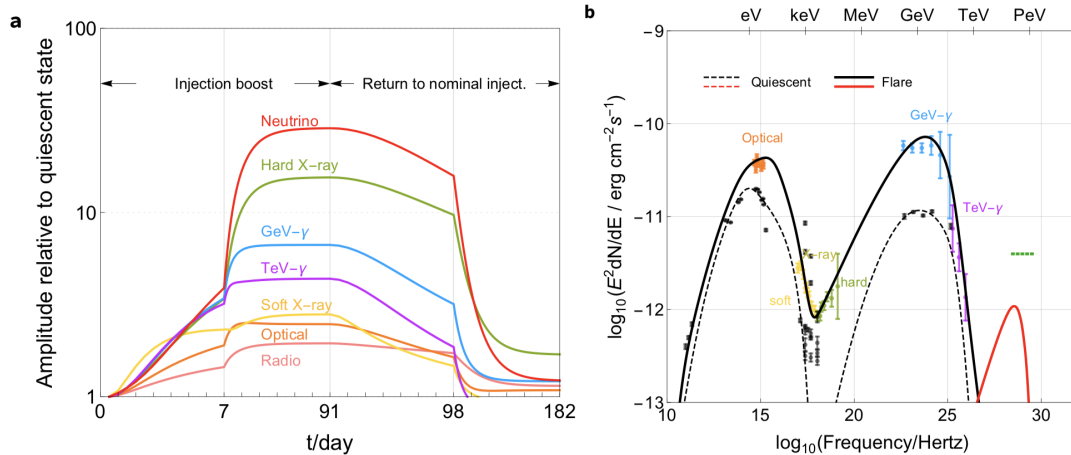 a
Amplitude relative to quiescent state
100
10
1
Injection boost
Return to nominal inject.
Neutrino
Hard X-ray
GeV-γ
TeV-γ
Soft X-ray
Optical
Radio
0 7 91 98 182
t/day
b
eV keV MeV GeV TeV PeV
log₁₀(E²dN/dE / erg cm⁻² s⁻¹)
-9
-10
-11
-12
-13
Quiescent
Flare
Optical
GeV-γ
TeV-γ
-ray
soft
hard
10 15 20 25 30
log₁₀(Frequency/Hertz)